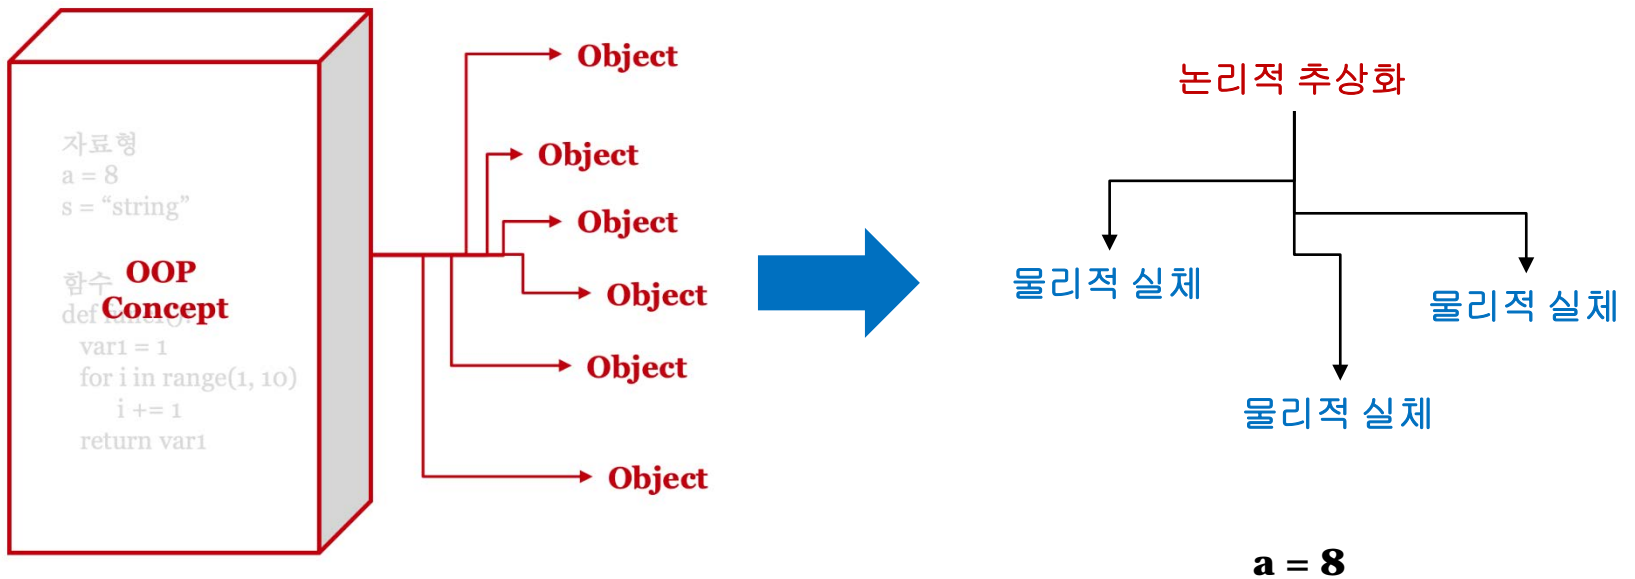 자료형
a = 8
s = “string”
함수
OOP
Concept
def func1():
var1 = 1
for i in range(1, 10)
i += 1
return var1
Object
Object
Object
Object
Object
Object
논리적 추상화
물리적 실체
물리적 실체
물리적 실체
a = 8